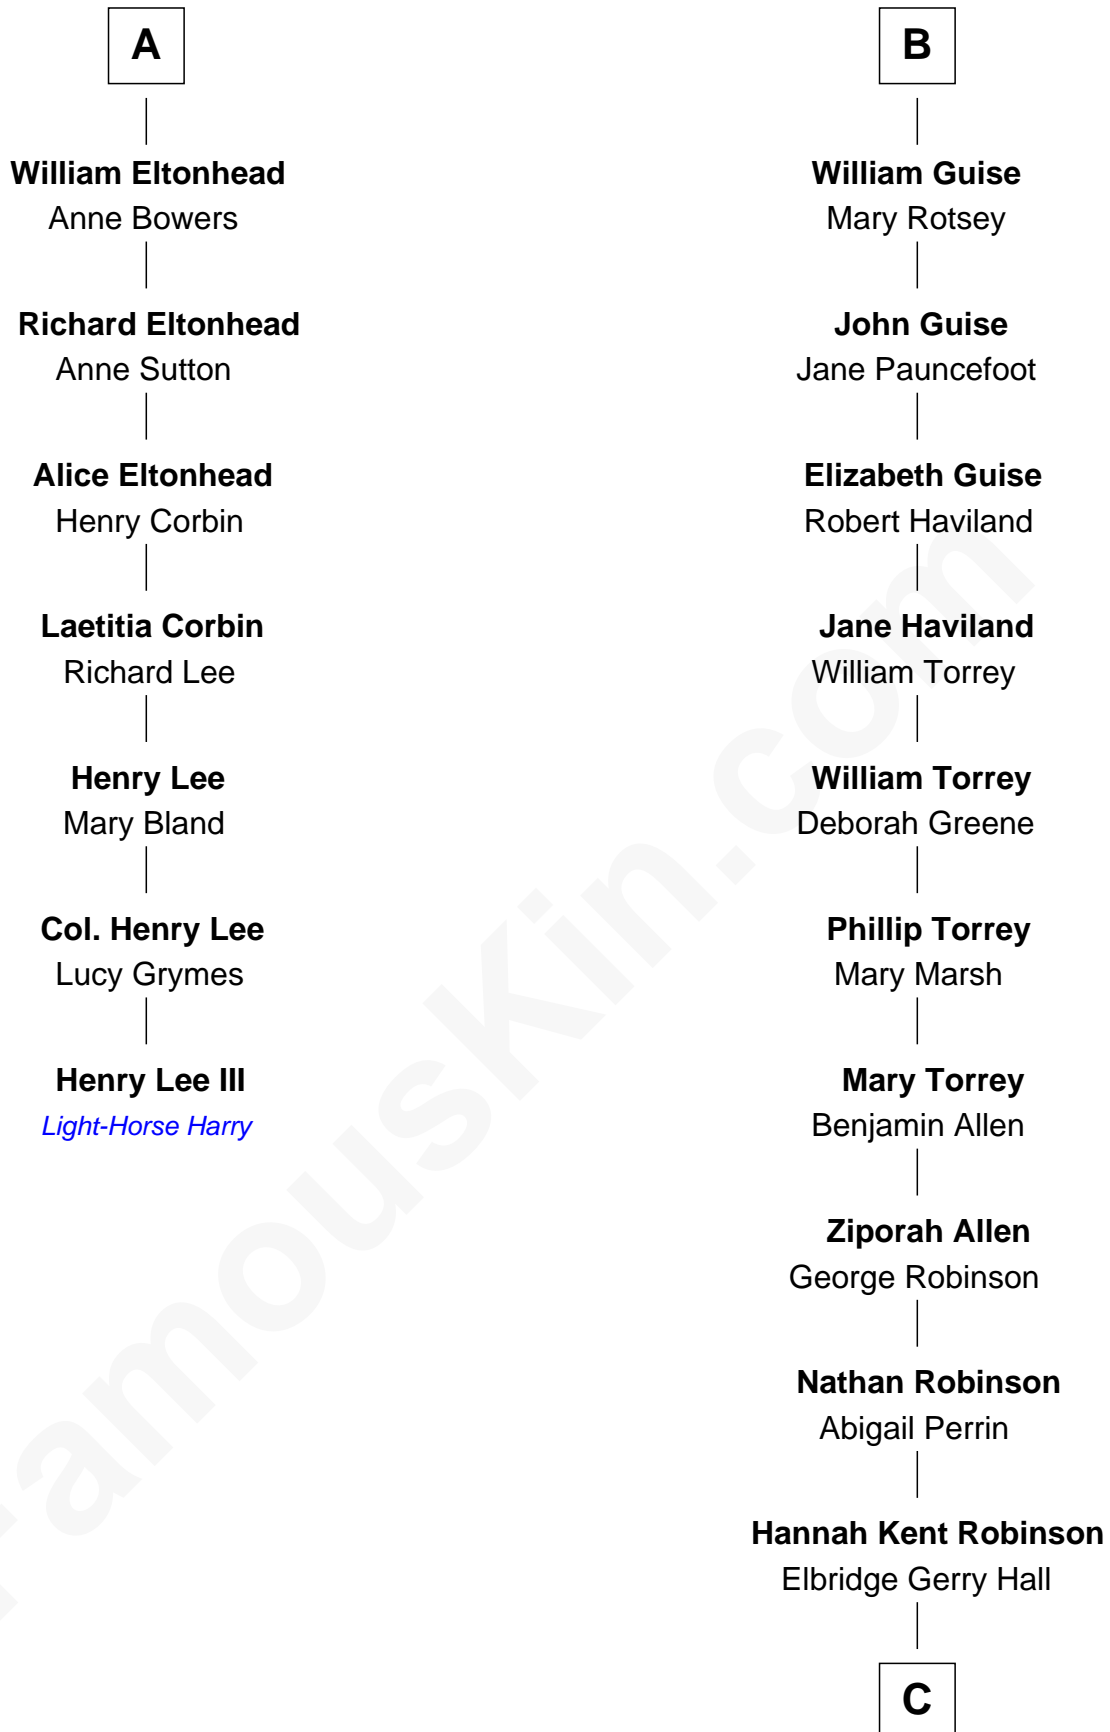 A
William Eltonhead
Anne Bowers
Richard Eltonhead
Anne Sutton
Alice Eltonhead
Henry Corbin
Laetitia Corbin
Richard Lee
Henry Lee
Mary Bland
Col. Henry Lee
Lucy Grymes
Henry Lee III
Light-Horse Harry
B
William Guise
Mary Rotsey
John Guise
Jane Pauncefoot
Elizabeth Guise
Robert Haviland
Jane Haviland
William Torrey
William Torrey
Deborah Greene
Phillip Torrey
Mary Marsh
Mary Torrey
Benjamin Allen
Ziporah Allen
George Robinson
Nathan Robinson
Abigail Perrin
Hannah Kent Robinson
Elbridge Gerry Hall
C
FamousKin.com